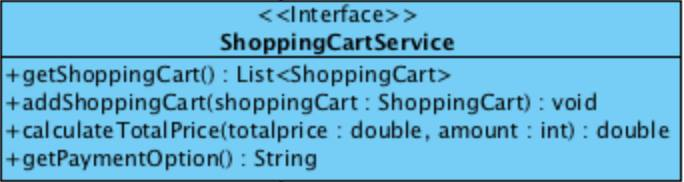 <<Interface>>
ShoppingCartService
+getShoppingCart() : List<ShoppingCart>
+addShoppingCart(shoppingCart : ShoppingCart) : void
+calculateTotalPrice(totalprice : double, amount : int) : double
+getPaymentOption() : String